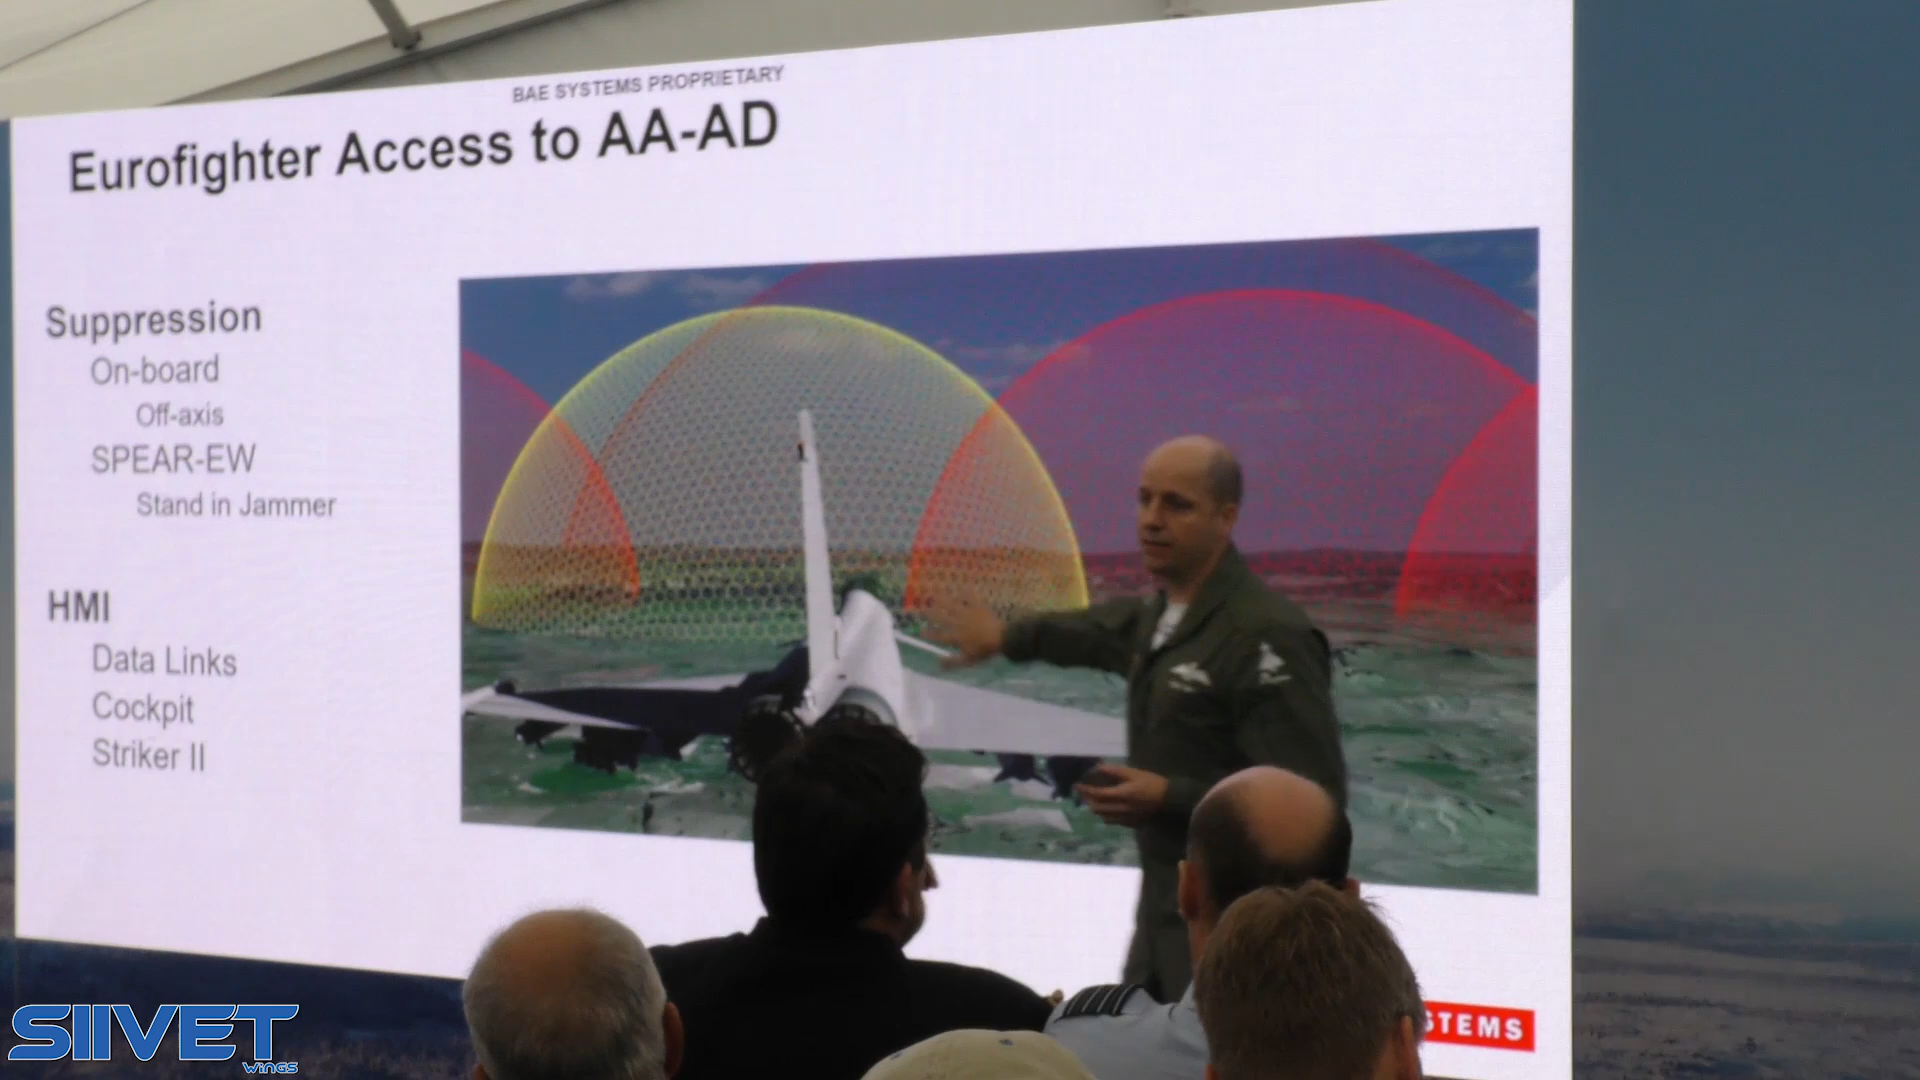 BAE SYSTEMS PROPRIETARY
Eurofighter Access to AA-AD
Suppression
On-board
Off-axis
SPEAR-EW
Stand in Jammer
HMI
Data Links
Cockpit
Striker II
STEMS
SIIVET
WINGS